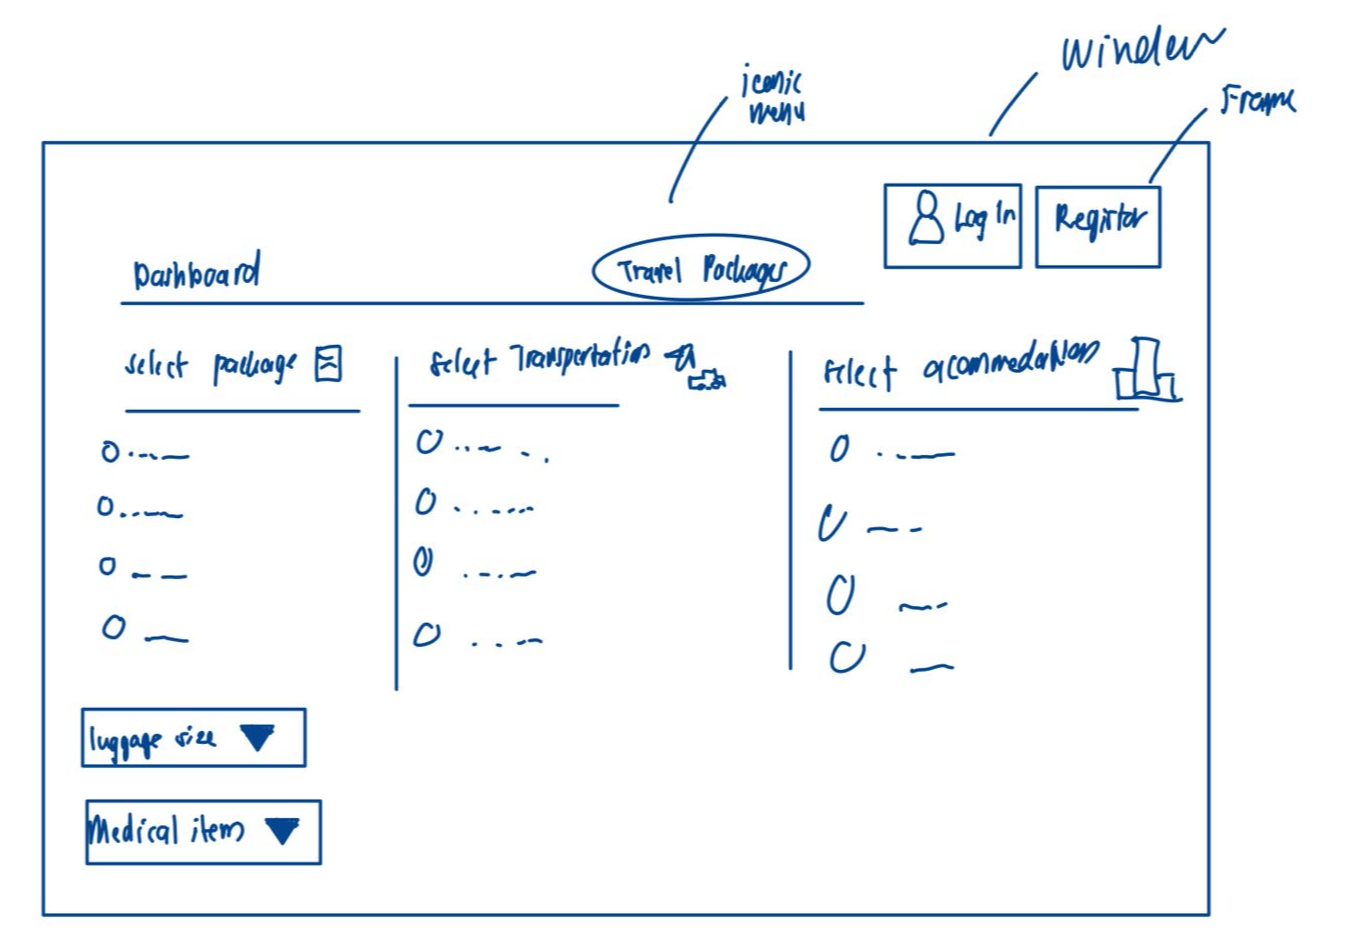 Window
iconic
menu
Frame
Log In
Register
Dashboard
Travel Packages
select package
select Transportation
select acommodations
luggage size
Medical item